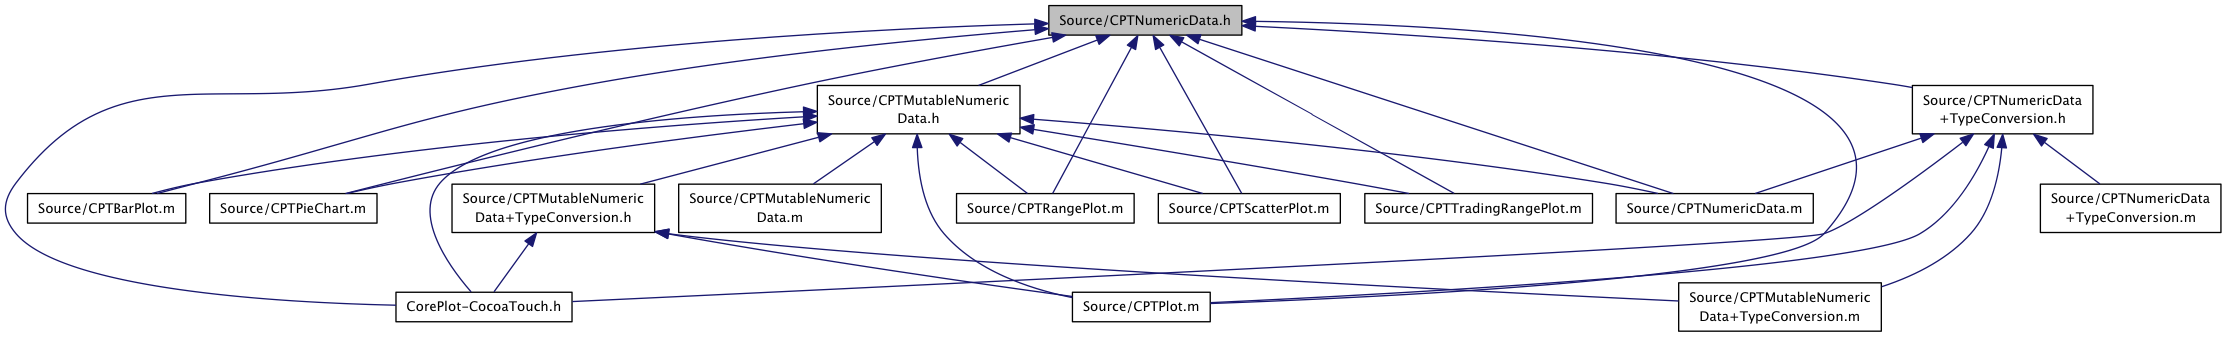 Source/CPTNumericData.h
Source/CPTMutableNumeric
Data.h
Source/CPTNumericData
+TypeConversion.h
Source/CPTBarPlot.m
Source/CPTPieChart.m
Source/CPTMutableNumeric
Data+TypeConversion.h
Source/CPTMutableNumeric
Data.m
Source/CPTRangePlot.m
Source/CPTScatterPlot.m
Source/CPTTradingRangePlot.m
Source/CPTNumericData.m
Source/CPTNumericData
+TypeConversion.m
CorePlot-CocoaTouch.h
Source/CPTPlot.m
Source/CPTMutableNumeric
Data+TypeConversion.m